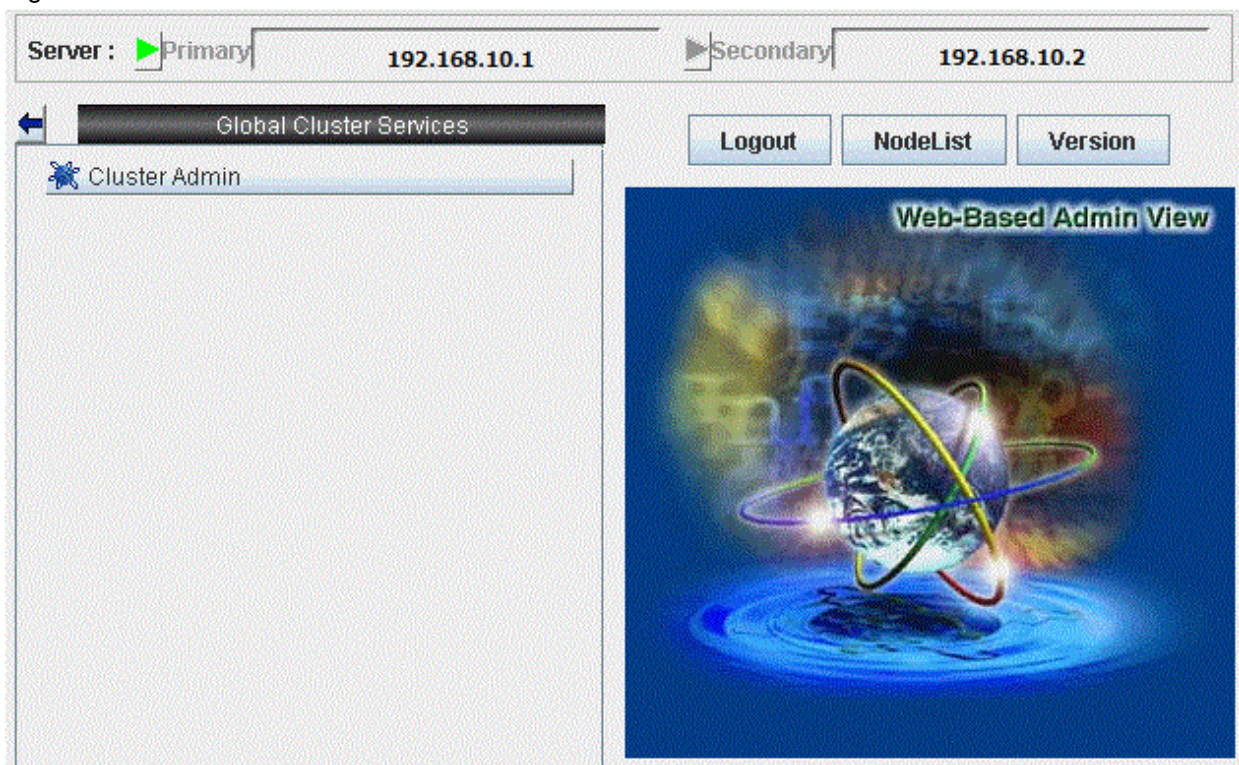 Server : Primary 192.168.10.1 Secondary 192.168.10.2
Global Cluster Services
Logout NodeList Version
Cluster Admin
Web-Based Admin View